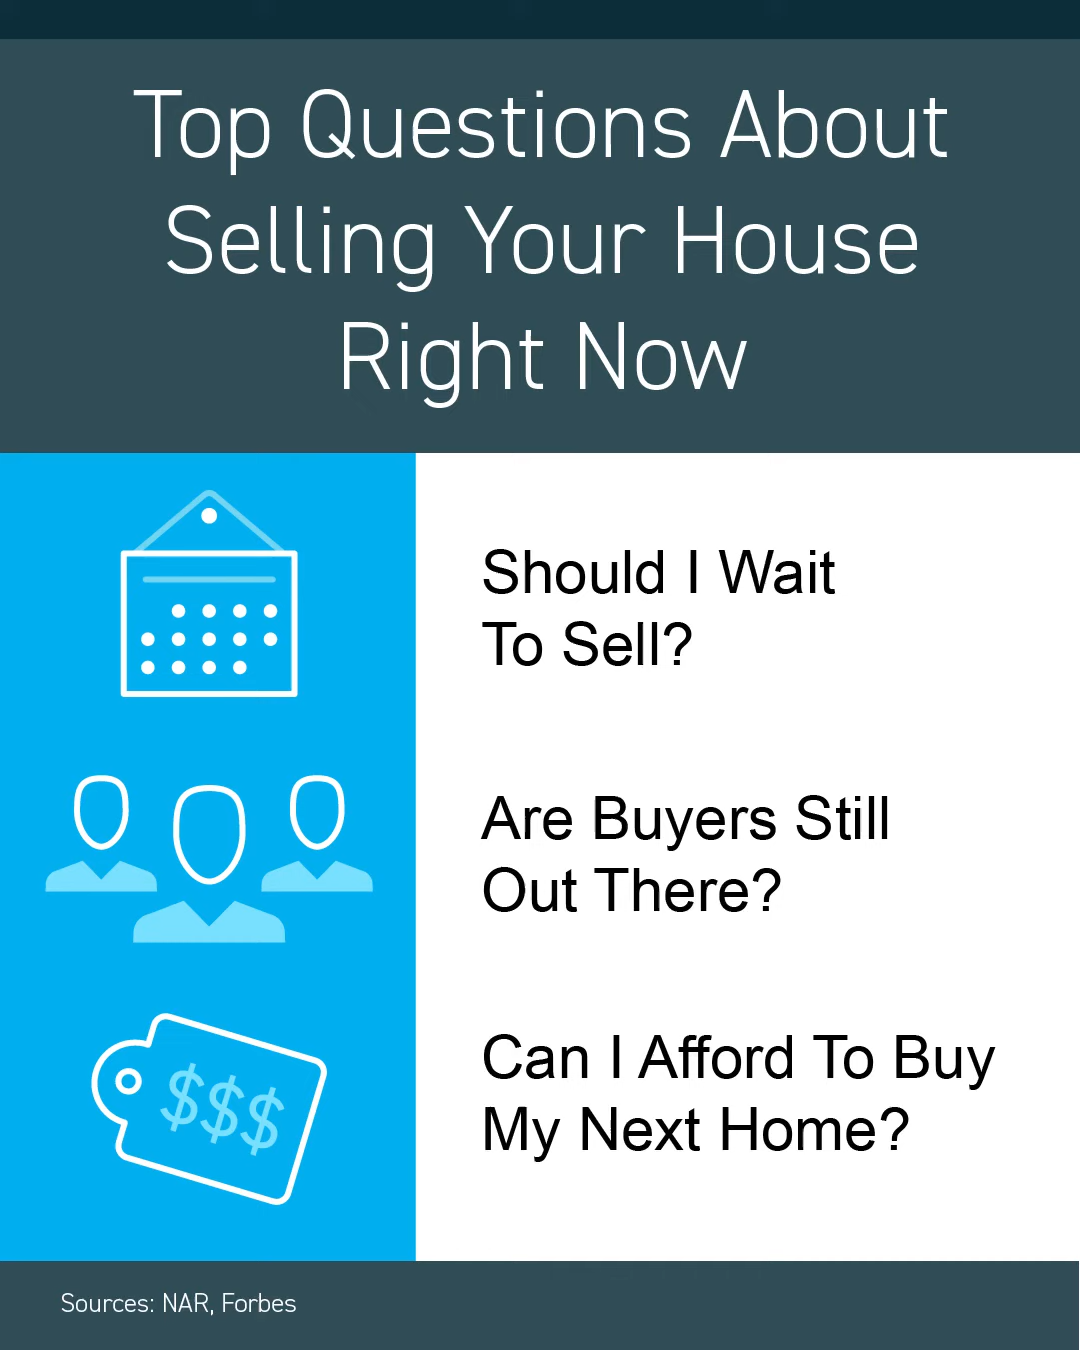 Top Questions About
Selling Your House
Right Now
Should I Wait
To Sell?
Are Buyers Still
Out There?
$$$
Can I Afford To Buy
My Next Home?
Sources: NAR, Forbes